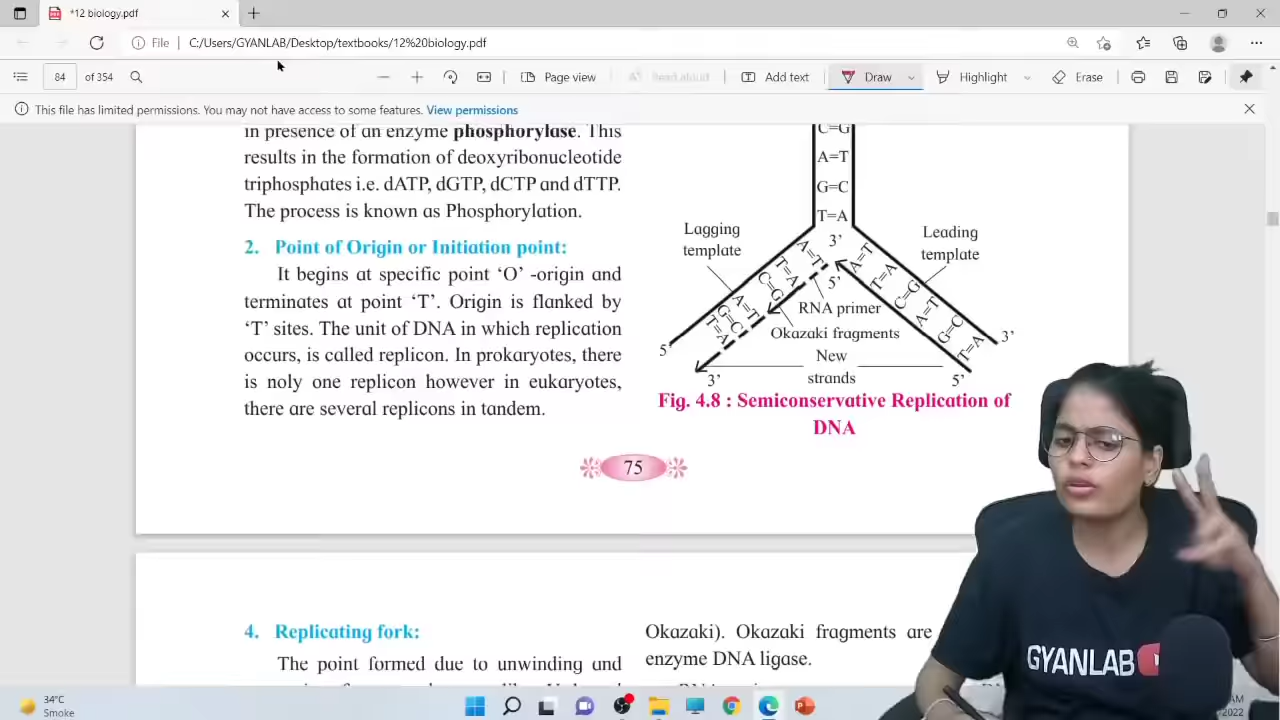 *12 biology.pdf
File
C:/Users/GYANLAB/Desktop/textbooks/12%20biology.pdf
84 of 354
Page view
Read aloud
Add text
Draw
Highlight
Erase
This file has limited permissions. You may not have access to some features. View permissions
in presence of an enzyme phosphorylase. This
results in the formation of deoxyribonucleotide
triphosphates i.e. dATP, dGTP, dCTP and dTTP.
The process is known as Phosphorylation.
2. Point of Origin or Initiation point:
It begins at specific point ‘O’ -origin and
terminates at point ‘T’. Origin is flanked by
‘T’ sites. The unit of DNA in which replication
occurs, is called replicon. In prokaryotes, there
is noly one replicon however in eukaryotes,
there are several replicons in tandem.
C=G
A=T
G=C
T=A
Lagging
template
3’
Leading
template
A=T
T=A
C=G
A=T
G=C
T=A
A=T
T=A
C=G
A=T
G=C
T=A
5’
RNA primer
Okazaki fragments
New
strands
5’
3’
3’
5’
Fig. 4.8 : Semiconservative Replication of
DNA
75
4. Replicating fork:
The point formed due to unwinding and
Okazaki). Okazaki fragments are
enzyme DNA ligase.
GYANLAB
34°C
Smoke